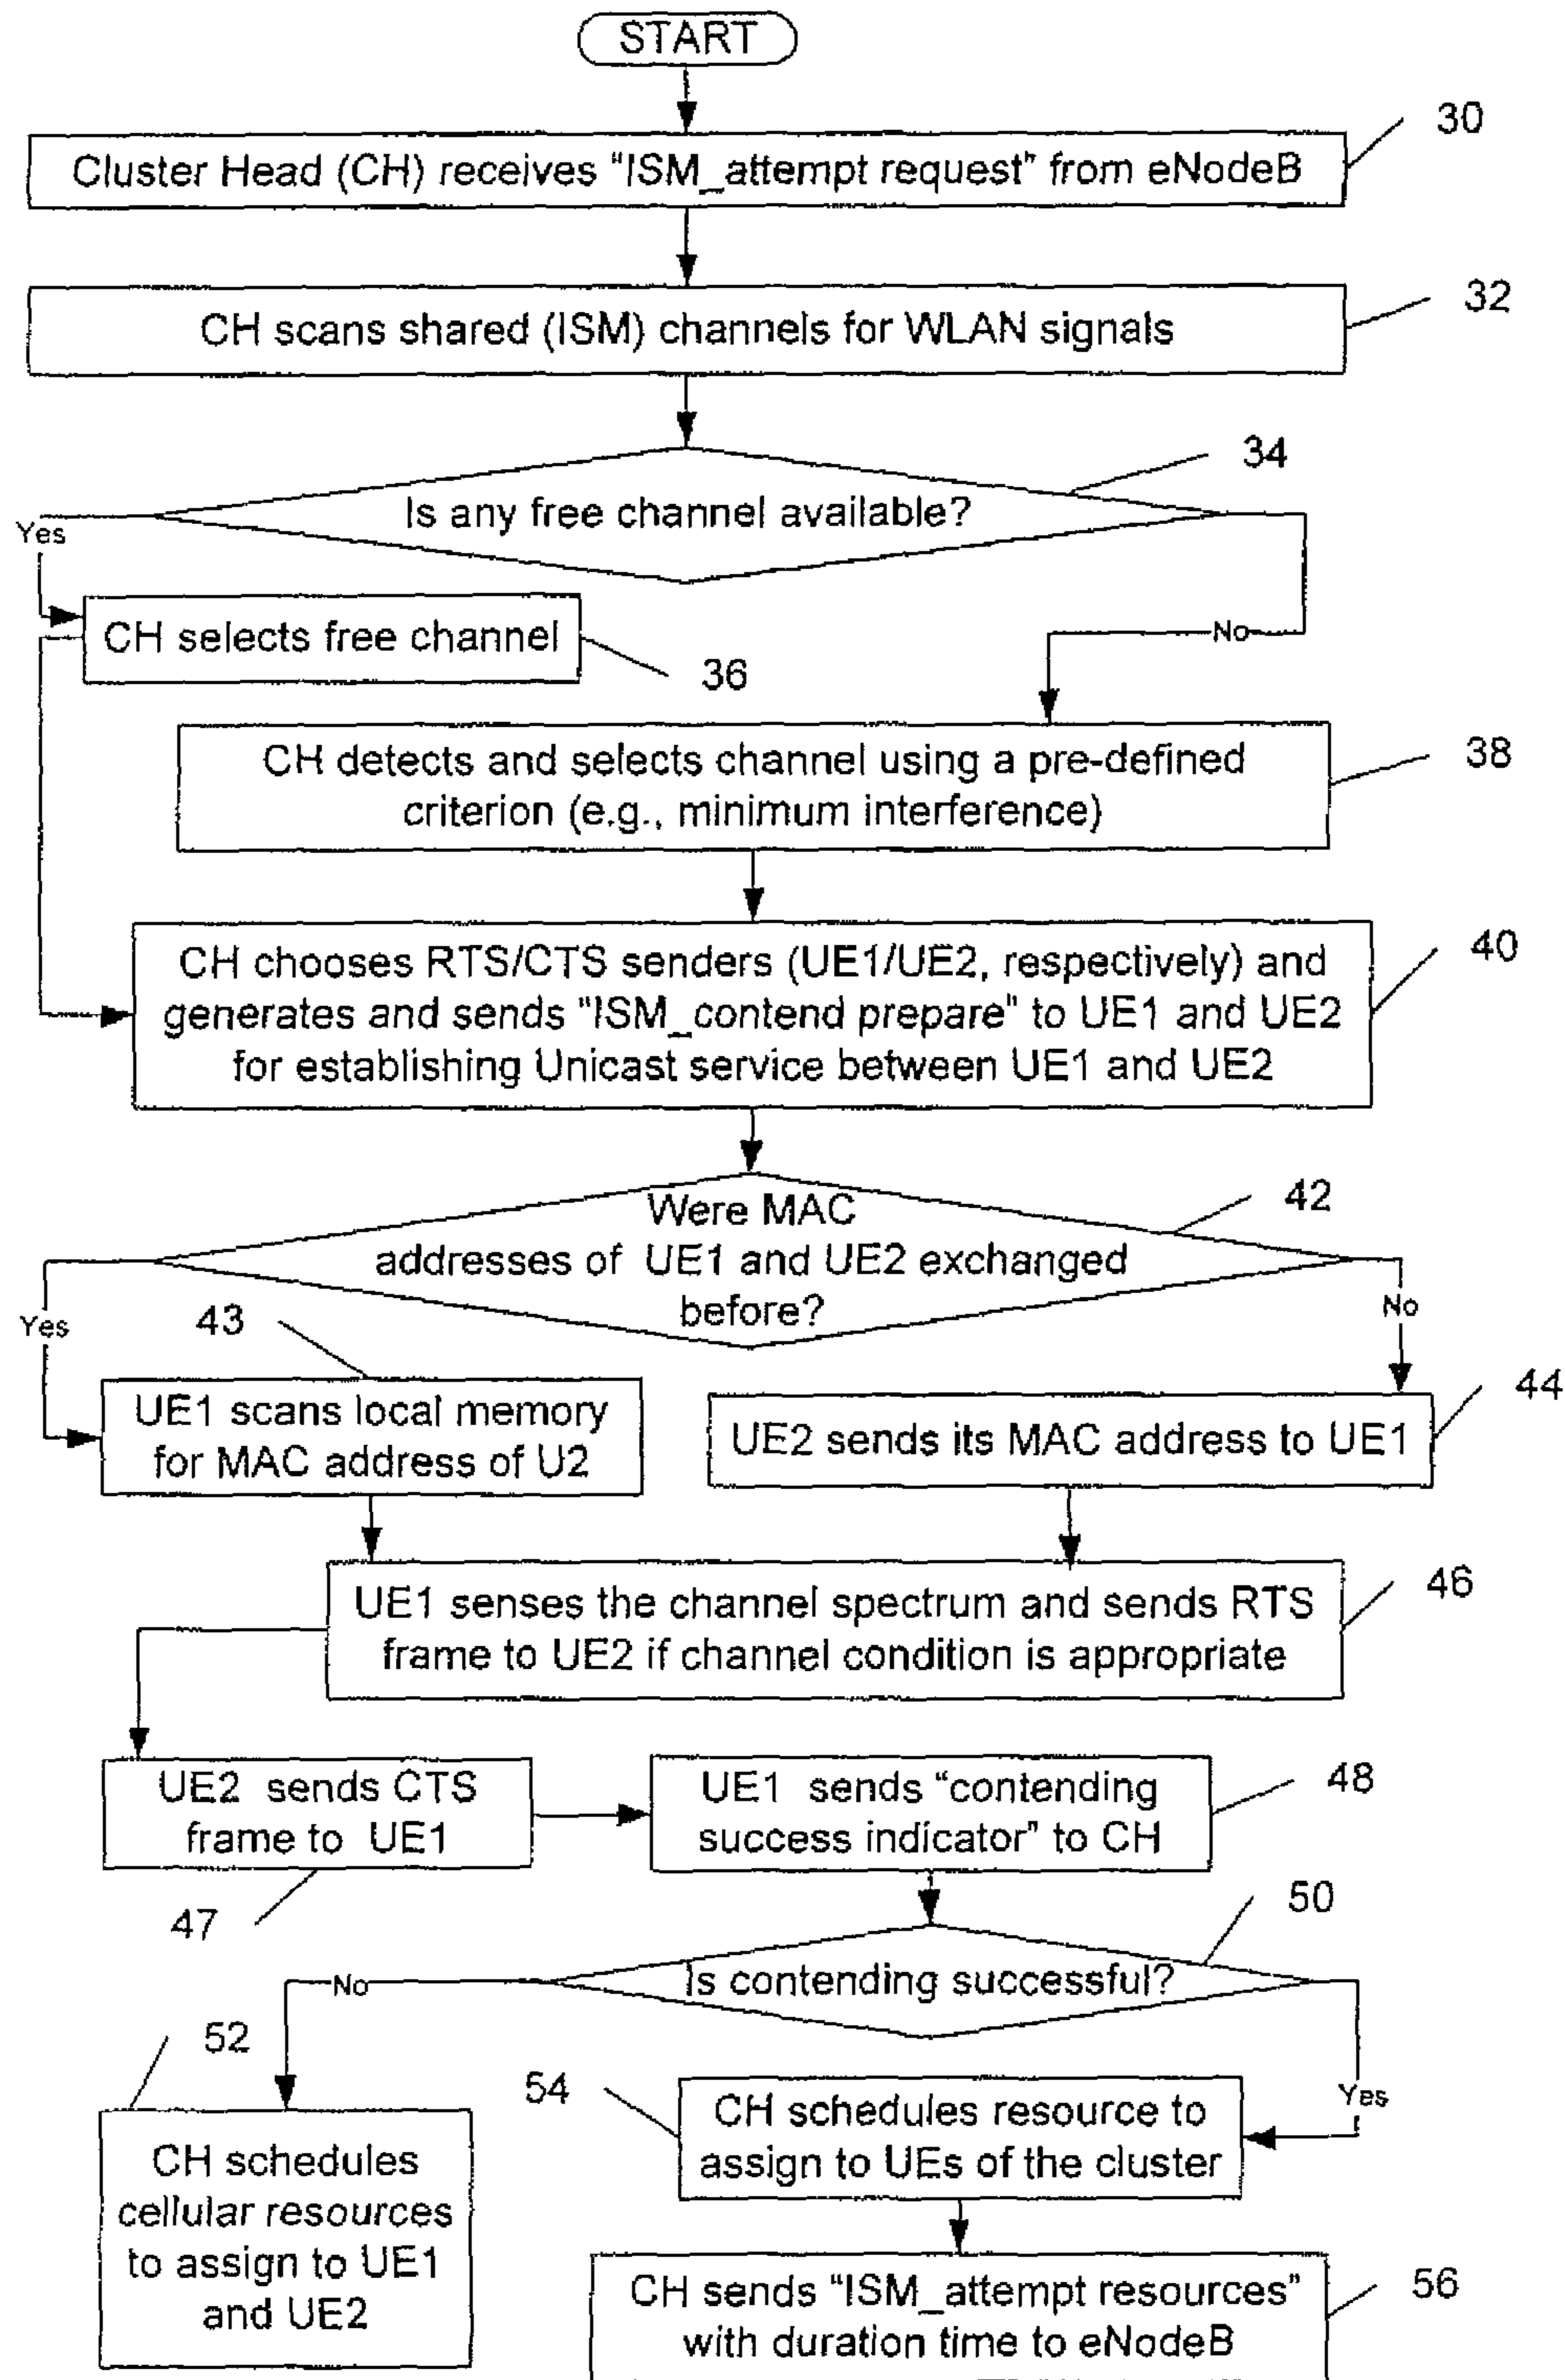 START
30
Cluster Head (CH) receives "ISM_attempt request" from eNodeB
32
CH scans shared (ISM) channels for WLAN signals
34
Is any free channel available?
Yes
No
CH selects free channel
36
38
CH detects and selects channel using a pre-defined
criterion (e.g., minimum interference)
40
CH chooses RTS/CTS senders (UE1/UE2, respectively) and
generates and sends "ISM_contend prepare" to UE1 and UE2
for establishing Unicast service between UE1 and UE2
42
Were MAC
addresses of UE1 and UE2 exchanged
before?
Yes
No
43
44
UE1 scans local memory
for MAC address of U2
UE2 sends its MAC address to UE1
46
UE1 senses the channel spectrum and sends RTS
frame to UE2 if channel condition is appropriate
UE2 sends CTS
frame to UE1
47
48
UE1 sends "contending
success indicator" to CH
50
Is contending successful?
No
Yes
52
CH schedules
cellular resources
to assign to UE1
and UE2
54
CH schedules resource to
assign to UEs of the cluster
56
CH sends "ISM_attempt resources"
with duration time to eNodeB